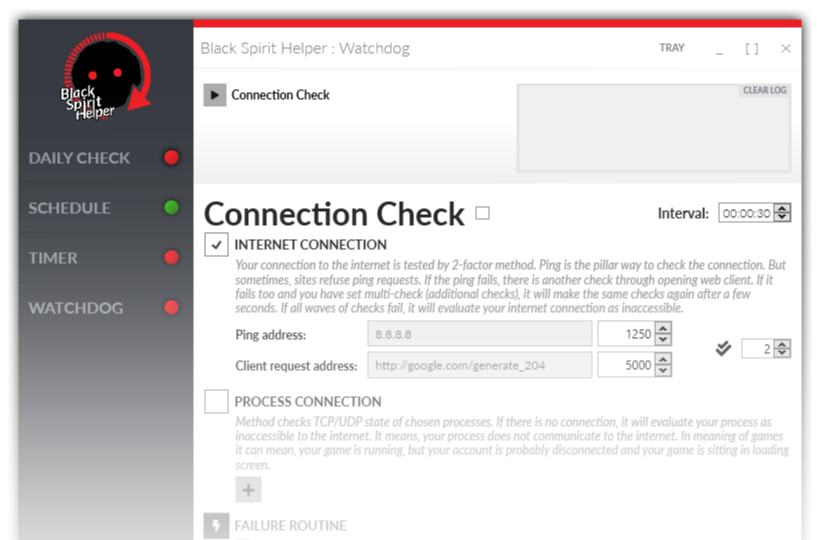 Black Spirit Helper : Watchdog
TRAY
Black
Spirit
Helper
Connection Check
CLEAR LOG
DAILY CHECK
SCHEDULE
TIMER
WATCHDOG
Connection Check
Interval: 00:00:30
INTERNET CONNECTION
Your connection to the internet is tested by 2-factor method. Ping is the pillar way to check the connection. But
sometimes, sites refuse ping requests. If the ping fails, there is another check through opening web client. If it
fails too and you have set multi-check (additional checks), it will make the same checks again after a few
seconds. If all waves of checks fail, it will evaluate your internet connection as inaccessible.
Ping address: 8.8.8.8 1250
2
Client request address: http://google.com/generate_204 5000
PROCESS CONNECTION
Method checks TCP/UDP state of chosen processes. If there is no connection, it will evaluate your process as
inaccessible to the internet. It means, your process does not communicate to the internet. In meaning of games
it can mean, your game is running, but your account is probably disconnected and your game is sitting in loading
screen.
FAILURE ROUTINE